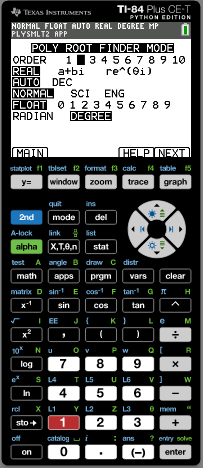 TEXAS INSTRUMENTS TI-84 Plus CE-T
PYTHON EDITION
NORMAL FLOAT AUTO REAL DEGREE MP
PLYSMLT2 APP
POLY ROOT FINDER MODE
ORDER 1 3 4 5 6 7 8 9 10
REAL a+bi re^(θi)
AUTO DEC
NORMAL SCI ENG
FLOAT 0 1 2 3 4 5 6 7 8 9
RADIAN DEGREE
MAIN HELP NEXT
statplot f1 tblset f2 format f3 calc f4 table f5
y= window zoom trace graph
quit ins
2nd mode del
A-lock link list
alpha X,T,θ,n stat
test A angle B draw C distr
math apps prgm vars clear
matrix D sin⁻¹ E cos⁻¹ F tan⁻¹ G π H
x⁻¹ sin cos tan ^
√ I EE J { K } L e M
x² , ( ) ÷
10ˣ N u O v P w Q [ R
log 7 8 9 ×
eˣ S L4 T L5 U L6 V ] W
ln 4 5 6 −
rcl X L1 Y L2 Z L3 θ mem "
sto→ 1 2 3 +
off catalog i : ans ? entry solve
on 0 . (−) enter